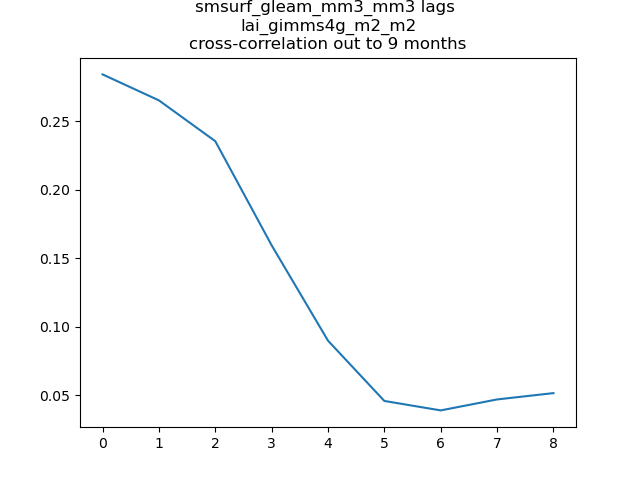 smsurf_gleam_mm3_mm3 lags
lai_gimms4g_m2_m2
cross-correlation out to 9 months
0.25
0.20
0.15
0.10
0.05
0 1 2 3 4 5 6 7 8